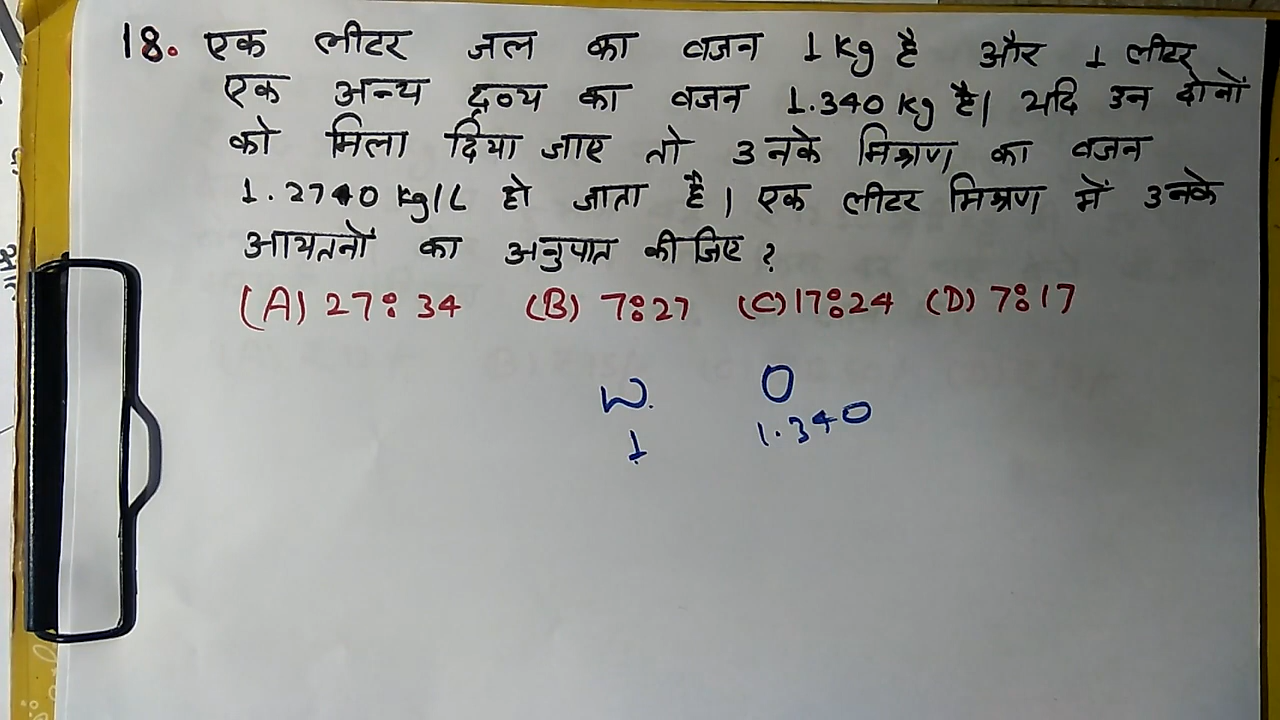 18. एक लीटर जल का वजन 1 Kg है और 1 लीटर
एक अन्य द्रव्य का वजन 1.340 kg है। यदि उन दोनों
को मिला दिया जाए तो उनके मिश्रण का वजन
1.2740 kg/L हो जाता है। एक लीटर मिश्रण में उनके
आयतनों का अनुपात कीजिए?
(A) 27:34 (B) 7:27 (C) 17:24 (D) 7:17
W. O
1 1.340